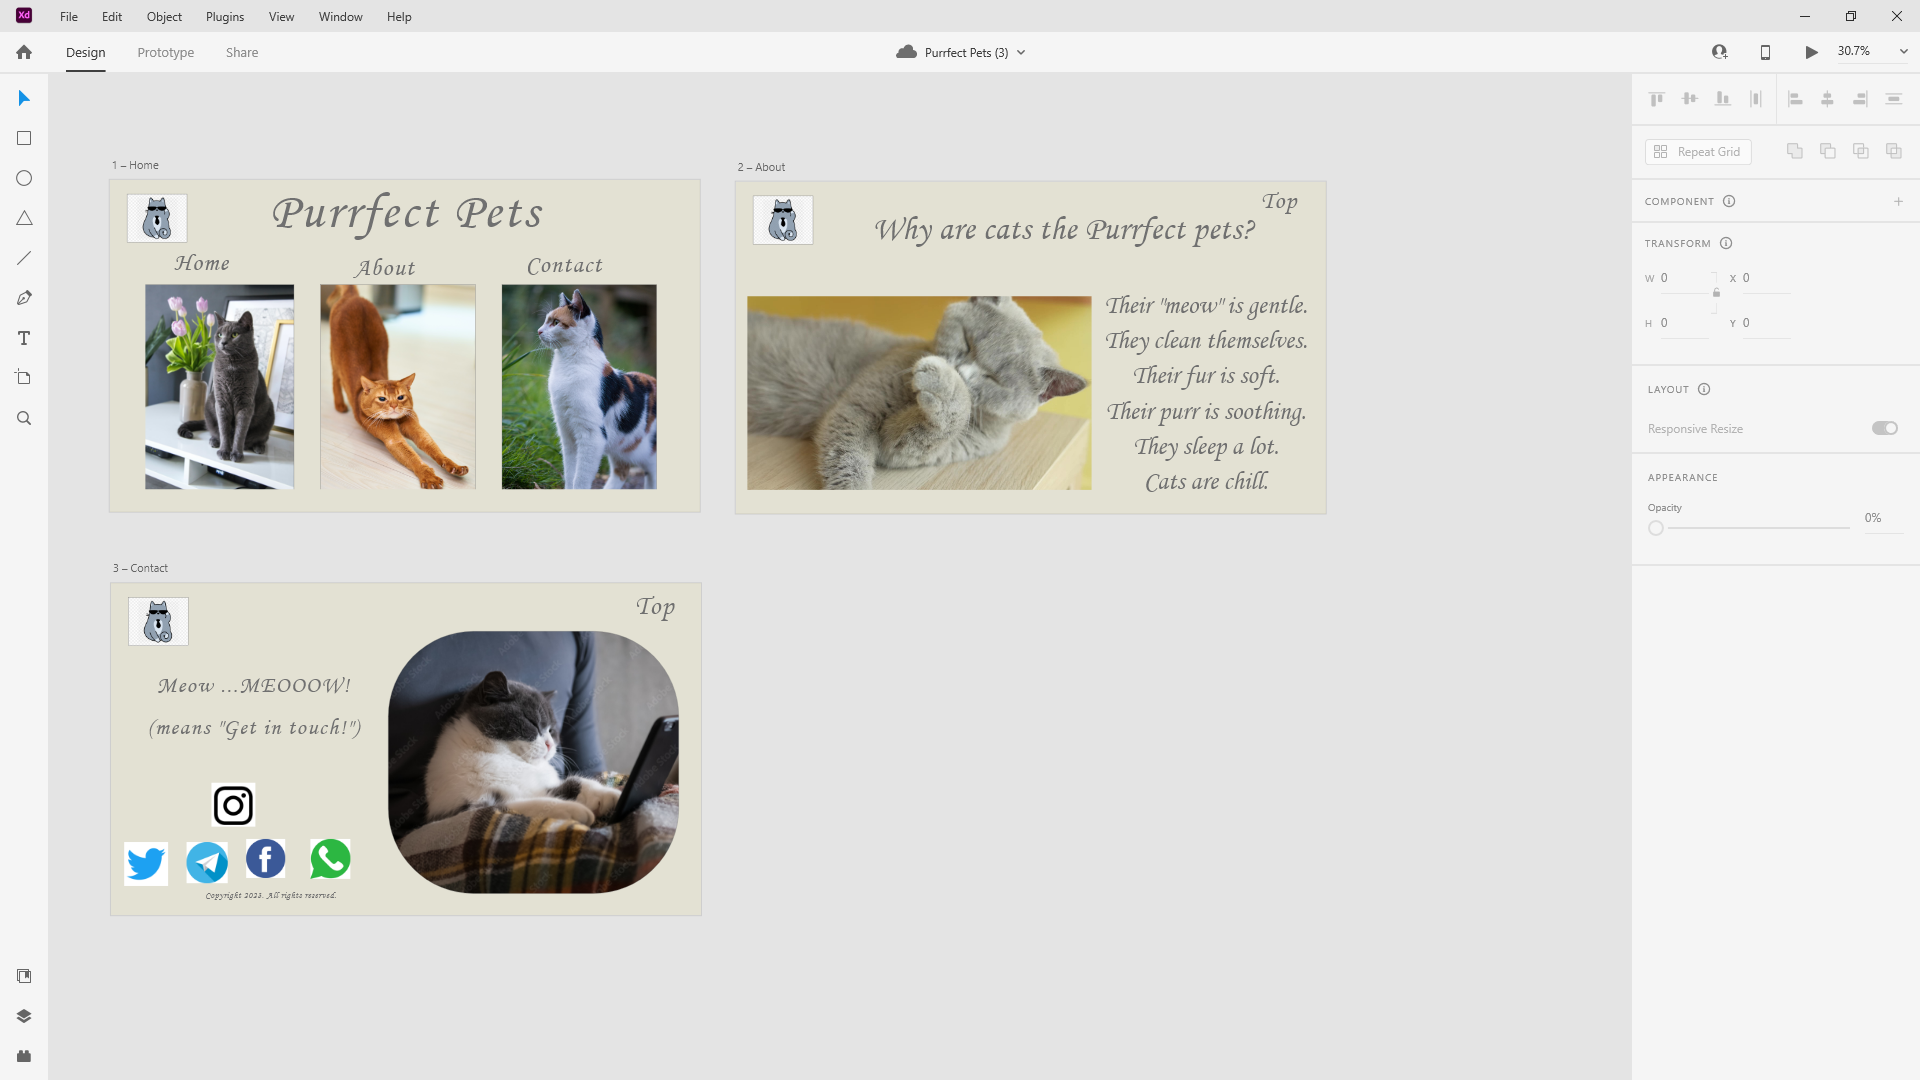 Xd File Edit Object Plugins View Window Help
Design Prototype Share Purrfect Pets (3) 30.7%
1 – Home
Purrfect Pets
Home About Contact
2 – About
Top
Why are cats the Purrfect pets?
Their "meow" is gentle.
They clean themselves.
Their fur is soft.
Their purr is soothing.
They sleep a lot.
Cats are chill.
3 – Contact
Top
Meow ...MEOOOW!
(means "Get in touch!")
Copyright 2023. All rights reserved.
Repeat Grid
COMPONENT
TRANSFORM
W 0 X 0
H 0 Y 0
LAYOUT
Responsive Resize
APPEARANCE
Opacity
0%